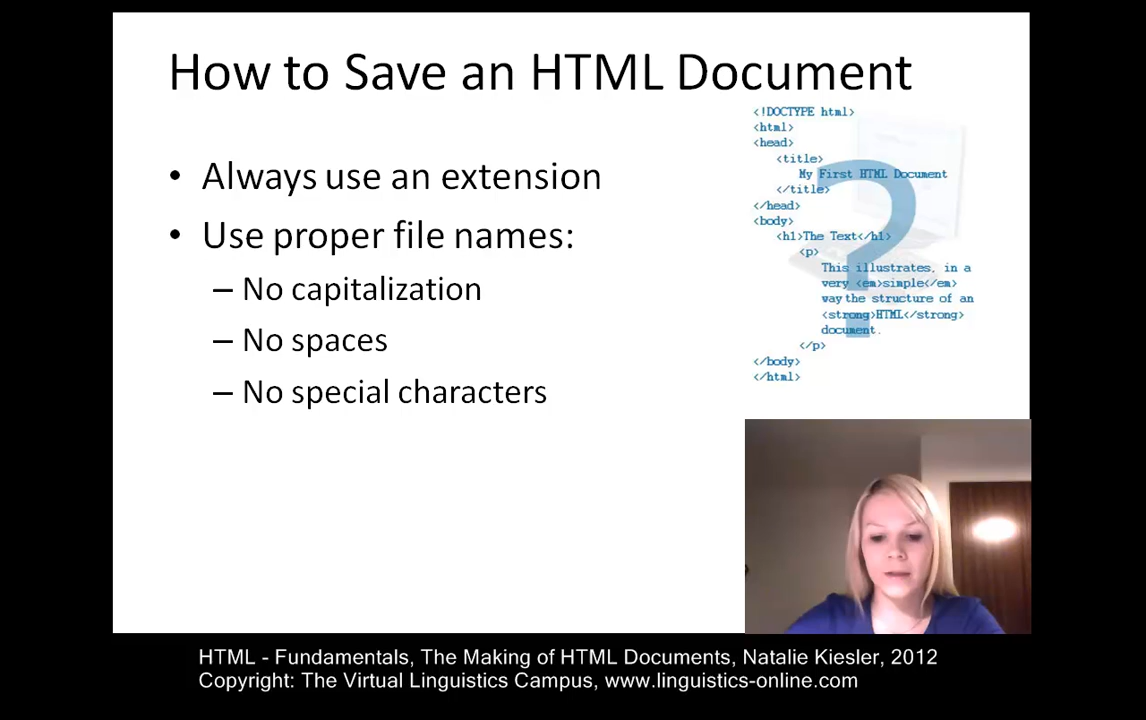 How to Save an HTML Document
• Always use an extension
• Use proper file names:
– No capitalization
– No spaces
– No special characters
<!DOCTYPE html>
<html>
<head>
<title>
My First HTML Document
</title>
</head>
<body>
<h1>The Text</h1>
<p>
This illustrates, in a
very <em>simple</em>
way the structure of an
<strong>HTML</strong>
document.
</p>
</body>
</html>
?
HTML - Fundamentals, The Making of HTML Documents, Natalie Kiesler, 2012
Copyright: The Virtual Linguistics Campus, www.linguistics-online.com